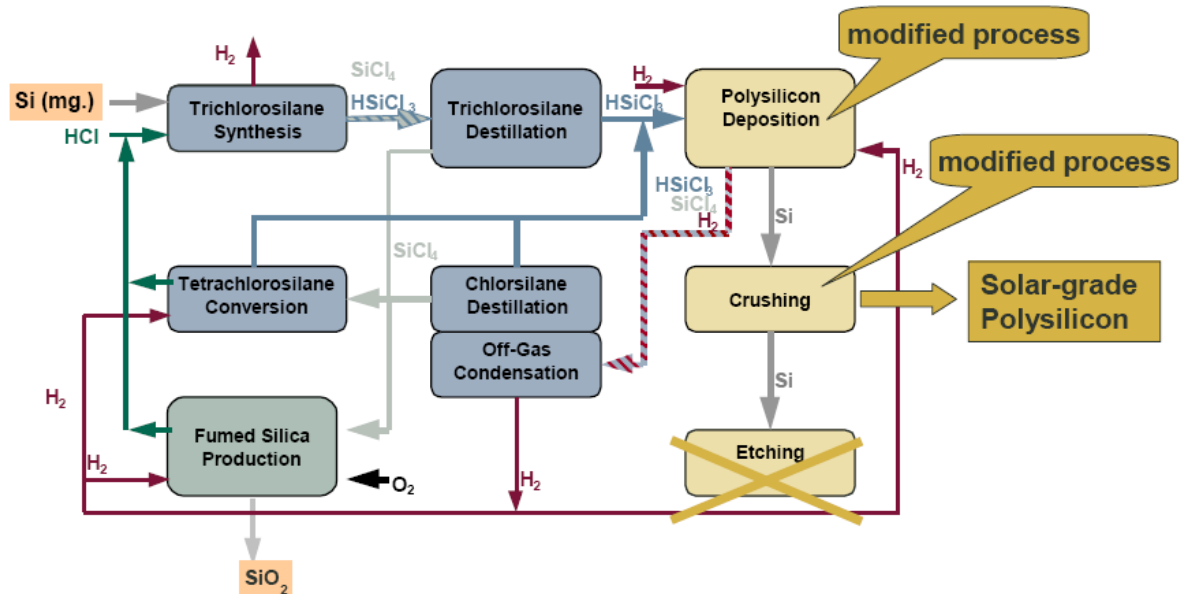 modified process
H₂
SiCl₄
H₂
Si (mg.)
Trichlorosilane
Synthesis
HSiCl₃
Trichlorosilane
Destillation
HSiCl₃
Polysilicon
Deposition
HCl
H₂
modified process
HSiCl₃
SiCl₄
H₂
Si
SiCl₄
Tetrachlorosilane
Conversion
Chlorsilane
Destillation
Crushing
Solar-grade
Polysilicon
Off-Gas
Condensation
Si
H₂
Fumed Silica
Production
Etching
H₂
O₂
H₂
SiO₂